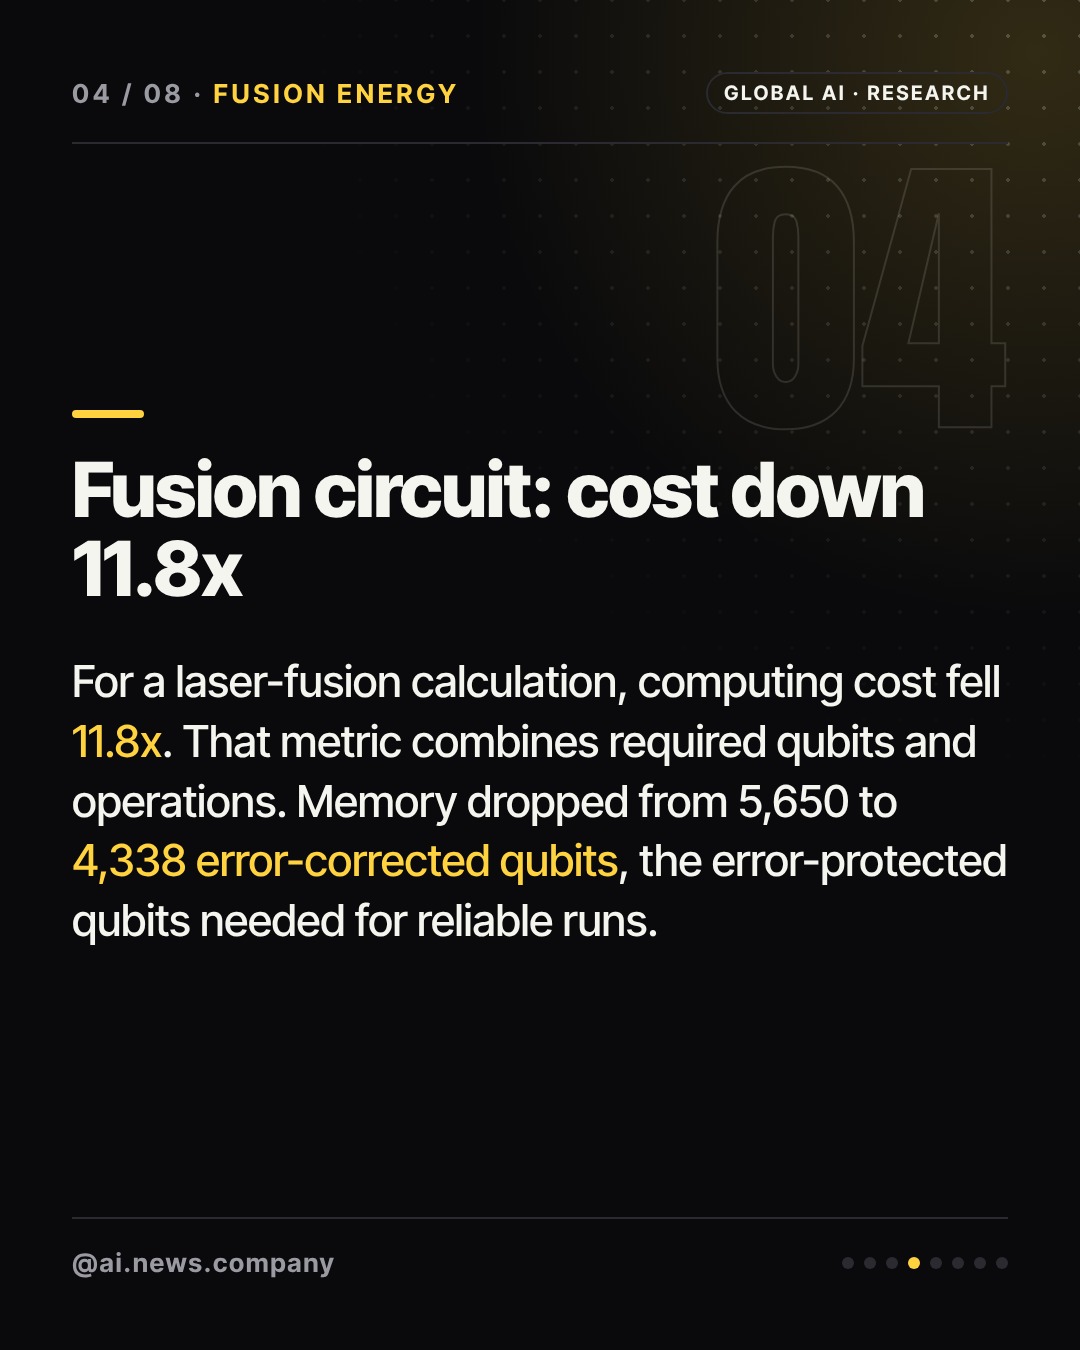 04 / 08 · FUSION ENERGY
GLOBAL AI · RESEARCH
04
Fusion circuit: cost down
11.8x
For a laser-fusion calculation, computing cost fell
11.8x. That metric combines required qubits and
operations. Memory dropped from 5,650 to
4,338 error-corrected qubits, the error-protected
qubits needed for reliable runs.
@ai.news.company